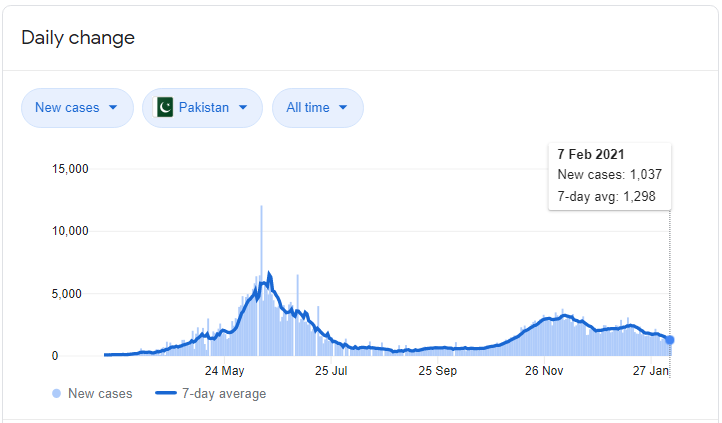 Daily change
New cases
Pakistan
All time
7 Feb 2021
New cases: 1,037
7-day avg: 1,298
15,000
10,000
5,000
0
24 May
25 Jul
25 Sep
26 Nov
27 Jan
New cases
7-day average